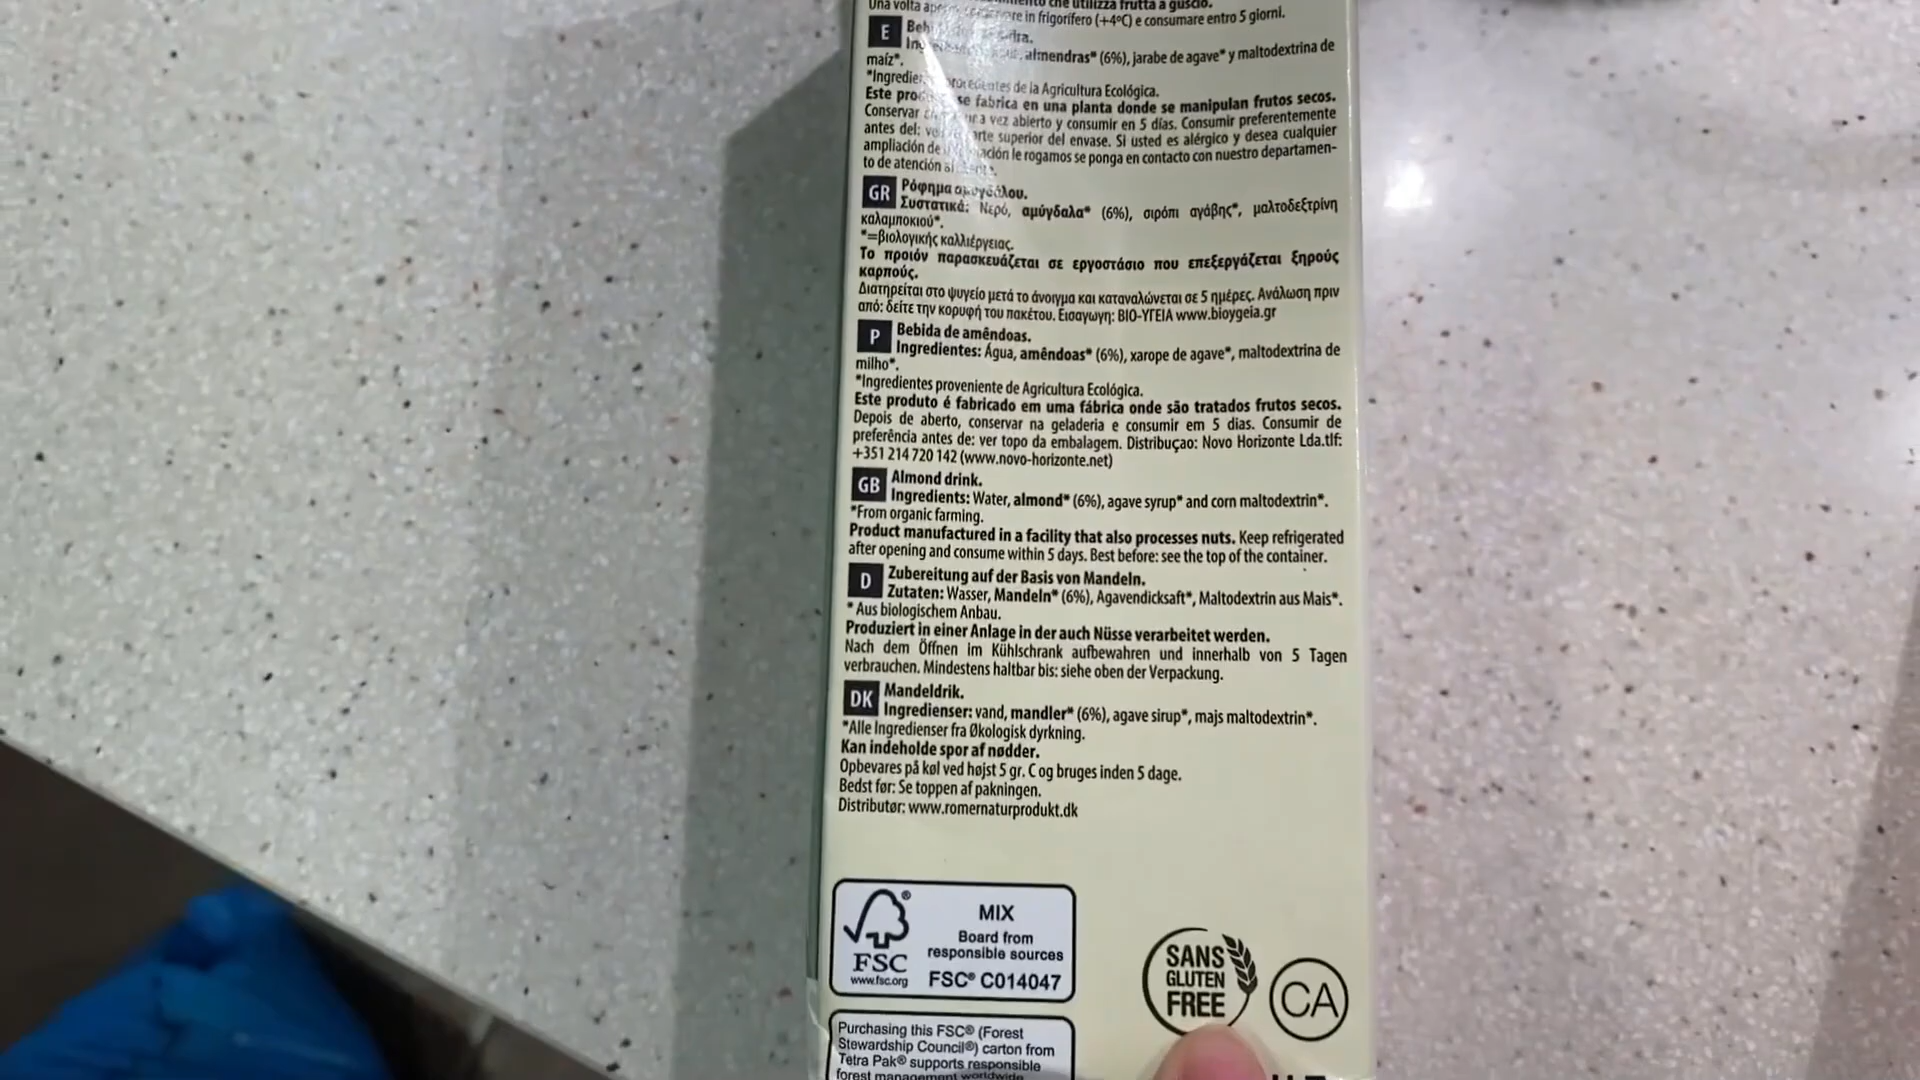 Una volta che utilizza frutta a guscio.
in frigorifero (+4ºC) e consumare entro 5 giorni.
E
almendras* (6%), jarabe de agave* y maltodextrina de
maíz*.
de la Agricultura Ecológica.
Este se fabrica en una planta donde se manipulan frutos secos.
Conservar vez abierto y consumir en 5 días. Consumir preferentemente
antes del: superior del envase. Si usted es alérgico y desea cualquier
ampliación de le rogamos se ponga en contacto con nuestro departamen-
to de atención
GR Ρόφημα
Συστατικά: Νερό, αμύγδαλα* (6%), σιρόπι αγάβης*, μαλτοδεξτρίνη
καλαμποκιού*.
*=βιολογικής καλλιέργειας.
Το προιόν παρασκευάζεται σε εργοστάσιο που επεξεργάζεται ξηρούς
καρπούς.
Διατηρείται στο ψυγείο μετά το άνοιγμα και καταναλώνεται σε 5 ημέρες. Ανάλωση πριν
από: δείτε την κορυφή του πακέτου. Εισαγωγη: ΒΙΟ-ΥΓΕΙΑ www.bioygeia.gr
P Bebida de amêndoas.
Ingredientes: Água, amêndoas* (6%), xarope de agave*, maltodextrina de
milho*.
*Ingredientes proveniente de Agricultura Ecológica.
Este produto é fabricado em uma fábrica onde são tratados frutos secos.
Depois de aberto, conservar na geladeria e consumir em 5 dias. Consumir de
preferência antes de: ver topo da embalagem. Distribuçao: Novo Horizonte Lda.tlf:
+351 214 720 142 (www.novo-horizonte.net)
GB Almond drink.
Ingredients: Water, almond* (6%), agave syrup* and corn maltodextrin*.
*From organic farming.
Product manufactured in a facility that also processes nuts. Keep refrigerated
after opening and consume within 5 days. Best before: see the top of the container.
D Zubereitung auf der Basis von Mandeln.
Zutaten: Wasser, Mandeln* (6%), Agavendicksaft*, Maltodextrin aus Mais*.
* Aus biologischem Anbau.
Produziert in einer Anlage in der auch Nüsse verarbeitet werden.
Nach dem Öffnen im Kühlschrank aufbewahren und innerhalb von 5 Tagen
verbrauchen. Mindestens haltbar bis: siehe oben der Verpackung.
DK Mandeldrik.
Ingredienser: vand, mandler* (6%), agave sirup*, majs maltodextrin*.
*Alle Ingredienser fra Økologisk dyrkning.
Kan indeholde spor af nødder.
Opbevares på køl ved højst 5 gr. C og bruges inden 5 dage.
Bedst før: Se toppen af pakningen.
Distributør: www.romernaturprodukt.dk
FSC
www.fsc.org
MIX
Board from
responsible sources
FSC® C014047
SANS
GLUTEN
FREE
CA
Purchasing this FSC® (Forest
Stewardship Council®) carton from
Tetra Pak® supports responsible
forest management worldwide